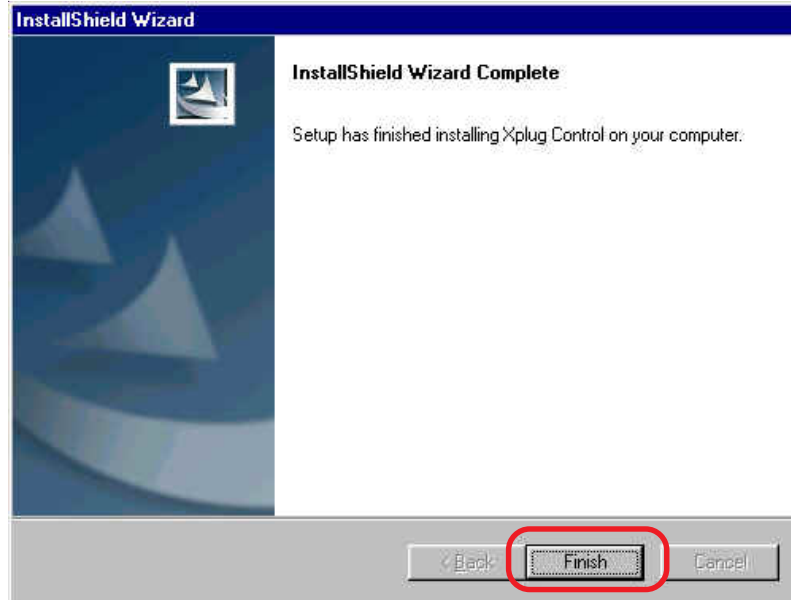 InstallShield Wizard
InstallShield Wizard Complete
Setup has finished installing Xplug Control on your computer.
< Back Finish Cancel